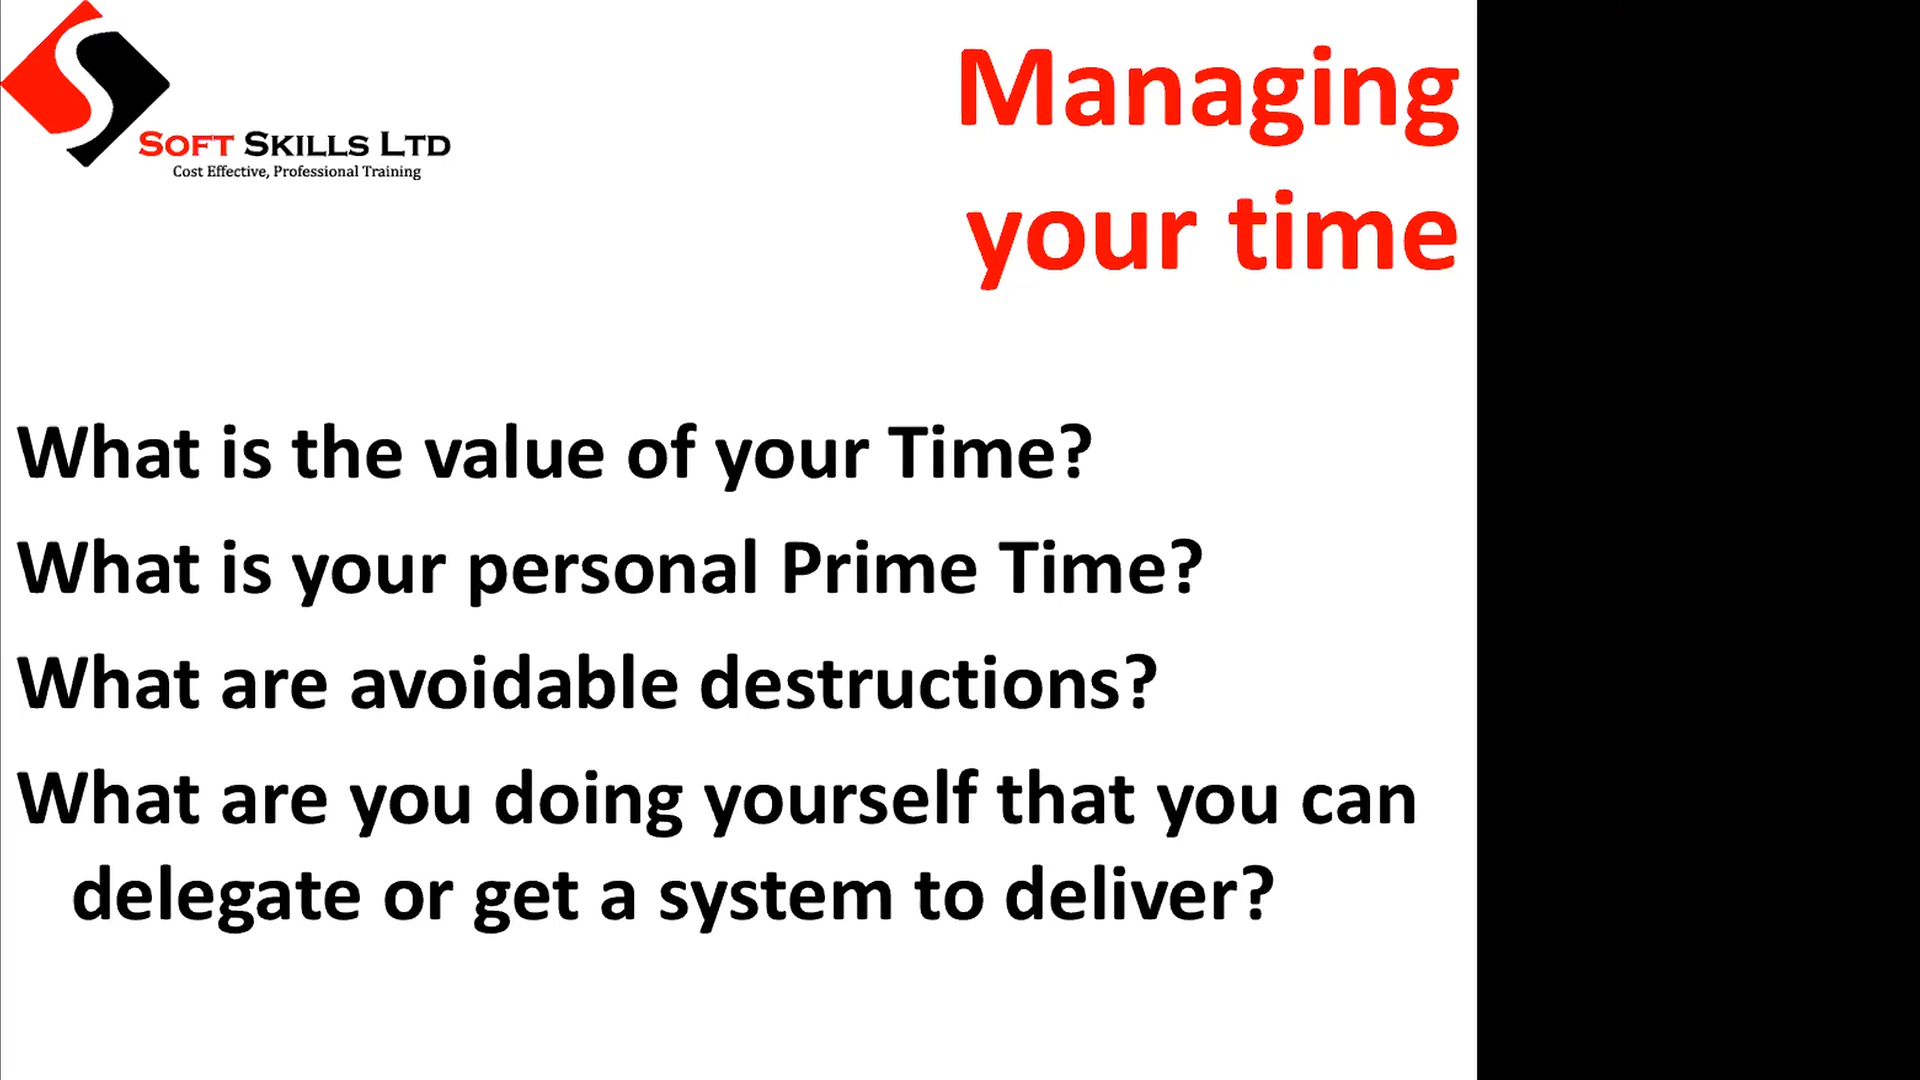 SOFT SKILLS LTD
Cost Effective, Professional Training
Managing
your time
What is the value of your Time?
What is your personal Prime Time?
What are avoidable destructions?
What are you doing yourself that you can
delegate or get a system to deliver?